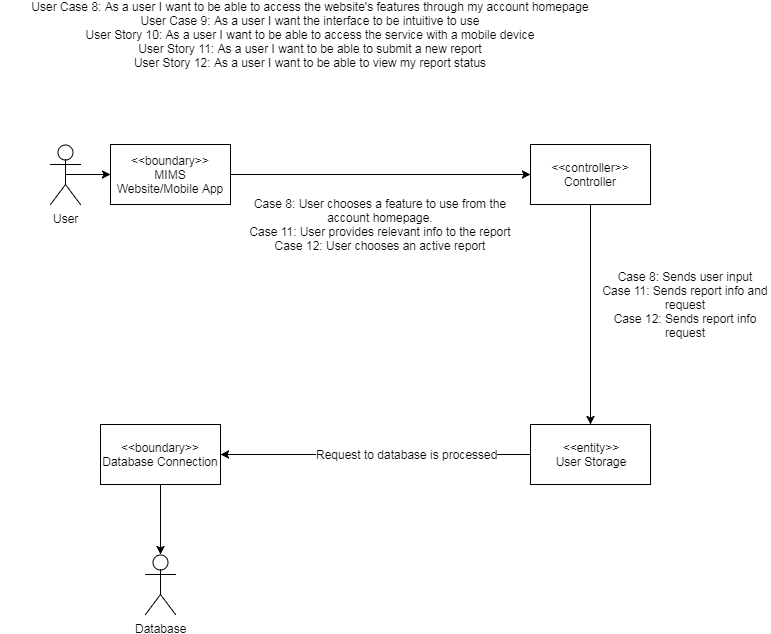 User Case 8: As a user I want to be able to access the website's features through my account homepage
User Case 9: As a user I want the interface to be intuitive to use
User Story 10: As a user I want to be able to access the service with a mobile device
User Story 11: As a user I want to be able to submit a new report
User Story 12: As a user I want to be able to view my report status
<<boundary>>
MIMS
Website/Mobile App
User
<<controller>>
Controller
Case 8: User chooses a feature to use from the
account homepage.
Case 11: User provides relevant info to the report
Case 12: User chooses an active report
Case 8: Sends user input
Case 11: Sends report info and
request
Case 12: Sends report info
request
<<boundary>>
Database Connection
Request to database is processed
<<entity>>
User Storage
Database